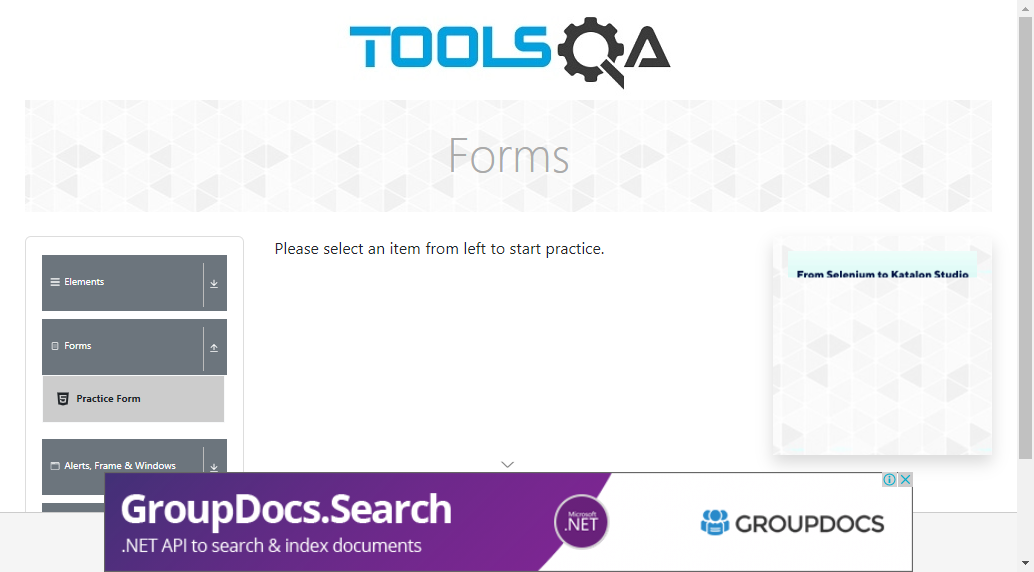 TOOLSQA
Forms
Elements
Forms
Practice Form
Alerts, Frame & Windows
Please select an item from left to start practice.
From Selenium to Katalon Studio
GroupDocs.Search
.NET API to search & index documents
Microsoft
.NET
GROUPDOCS